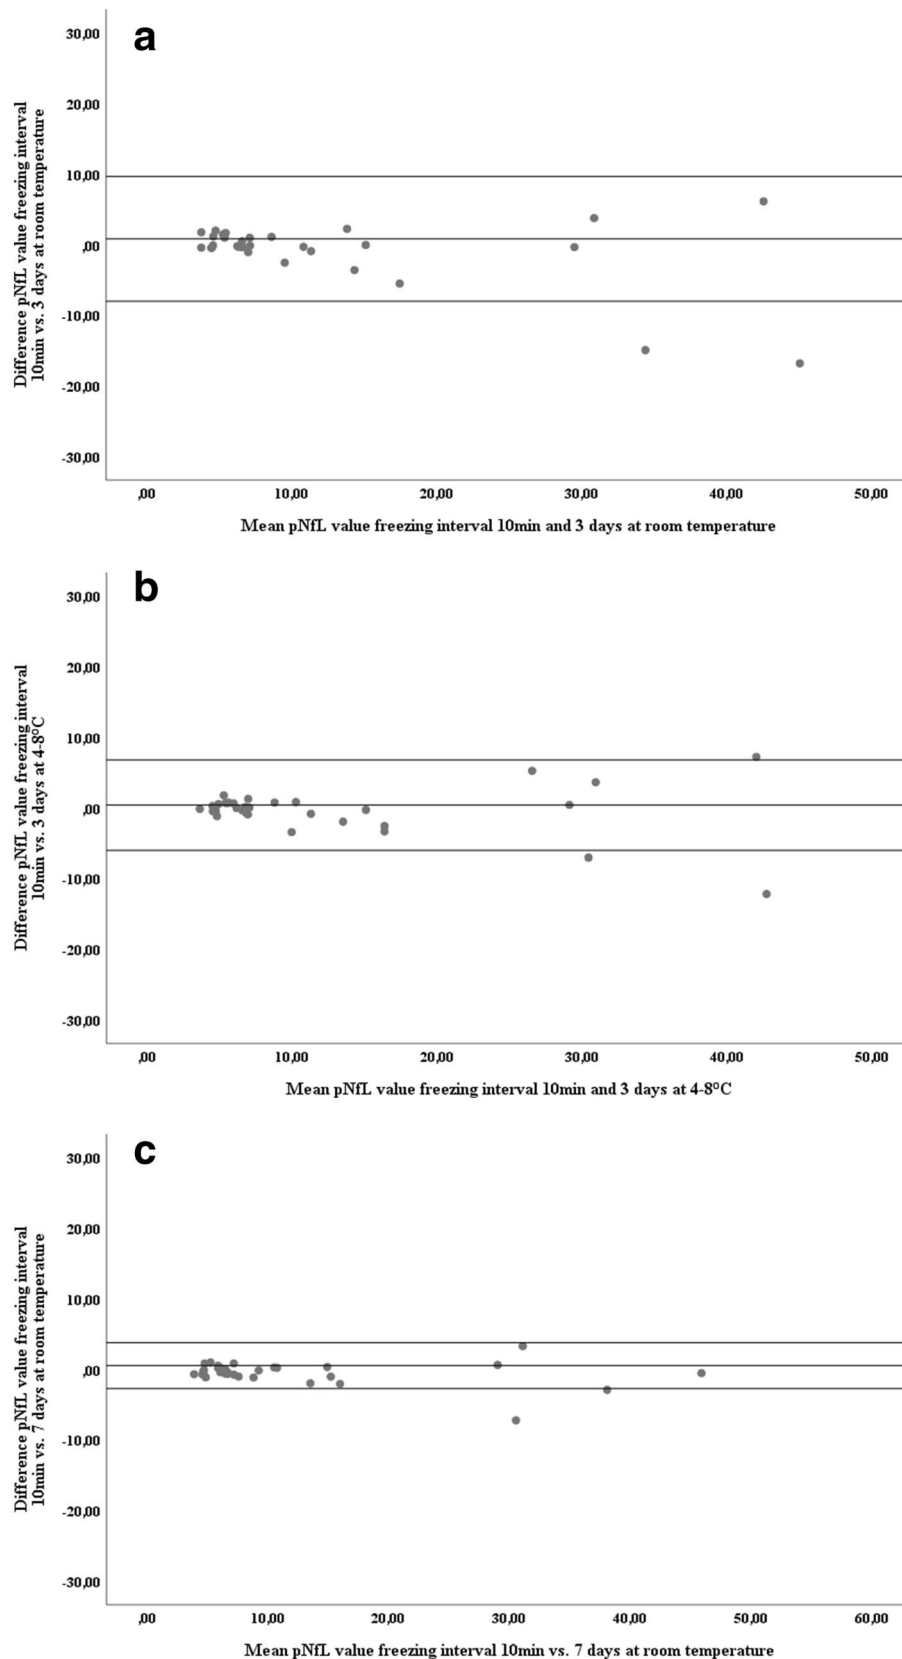 a
30,00
20,00
10,00
,00
-10,00
-20,00
-30,00
Difference pNfL value freezing interval
10min vs. 3 days at room temperature
,00 10,00 20,00 30,00 40,00 50,00
Mean pNfL value freezing interval 10min and 3 days at room temperature
b
30,00
20,00
10,00
,00
-10,00
-20,00
-30,00
Difference pNfL value freezing interval
10min vs. 3 days at 4-8°C
,00 10,00 20,00 30,00 40,00 50,00
Mean pNfL value freezing interval 10min and 3 days at 4-8°C
c
30,00
20,00
10,00
,00
-10,00
-20,00
-30,00
Difference pNfL value freezing interval
10min vs. 7 days at room temperature
,00 10,00 20,00 30,00 40,00 50,00 60,00
Mean pNfL value freezing interval 10min vs. 7 days at room temperature